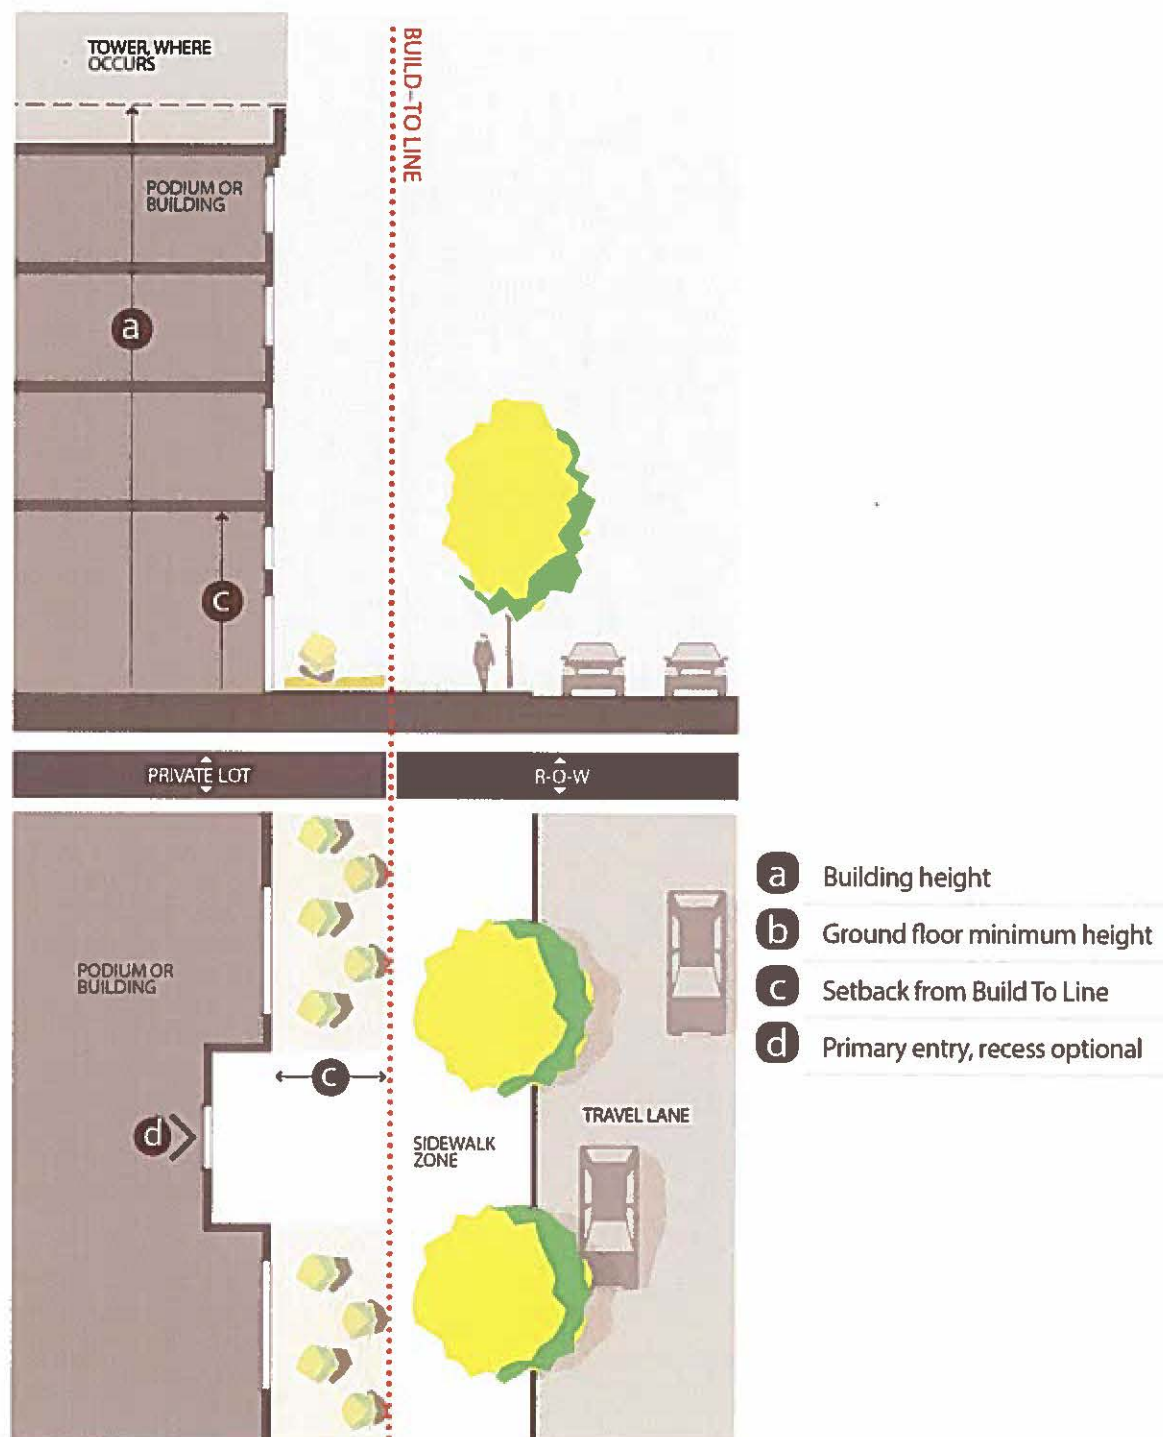 TOWER, WHERE
OCCURS
BUILD-TO LINE
PODIUM OR
BUILDING
a
c
PRIVATE LOT
R-O-W
PODIUM OR
BUILDING
c
d
SIDEWALK
ZONE
TRAVEL LANE
a Building height
b Ground floor minimum height
c Setback from Build To Line
d Primary entry, recess optional